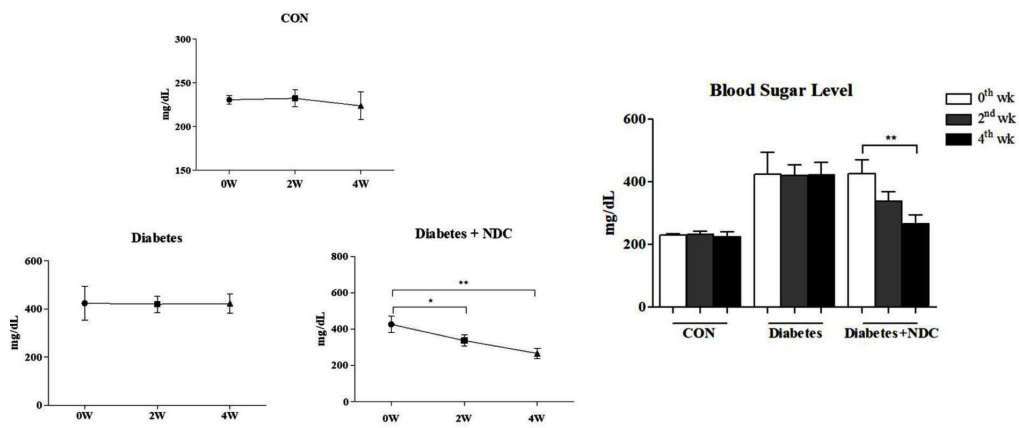 CON
300
250
200
150
mg/dL
0W 2W 4W
Diabetes
600
400
200
0
mg/dL
0W 2W 4W
Diabetes + NDC
800
600
400
200
0
mg/dL
**
*
0W 2W 4W
Blood Sugar Level
0th wk
2nd wk
4th wk
600
400
200
0
mg/dL
**
CON Diabetes Diabetes+NDC